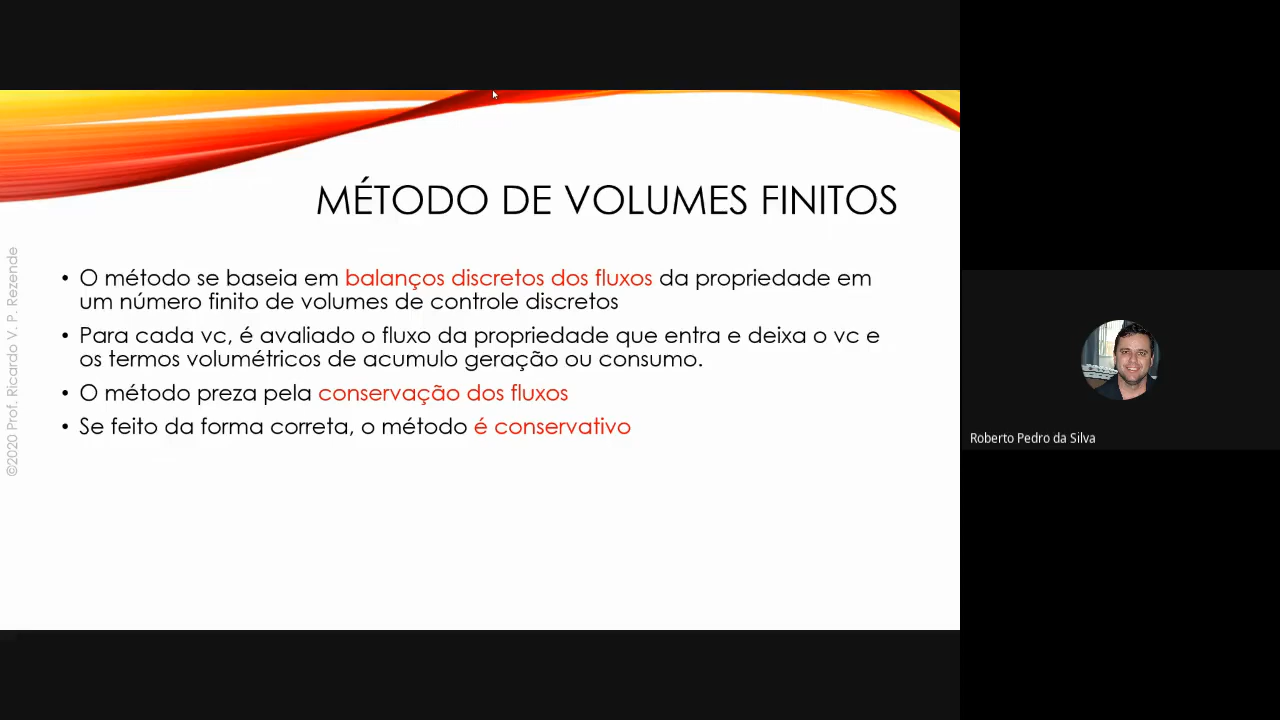 MÉTODO DE VOLUMES FINITOS
• O método se baseia em balanços discretos dos fluxos da propriedade em
um número finito de volumes de controle discretos
• Para cada vc, é avaliado o fluxo da propriedade que entra e deixa o vc e
os termos volumétricos de acumulo geração ou consumo.
• O método preza pela conservação dos fluxos
• Se feito da forma correta, o método é conservativo
©2020 Prof. Ricardo V. P. Rezende
Roberto Pedro da Silva